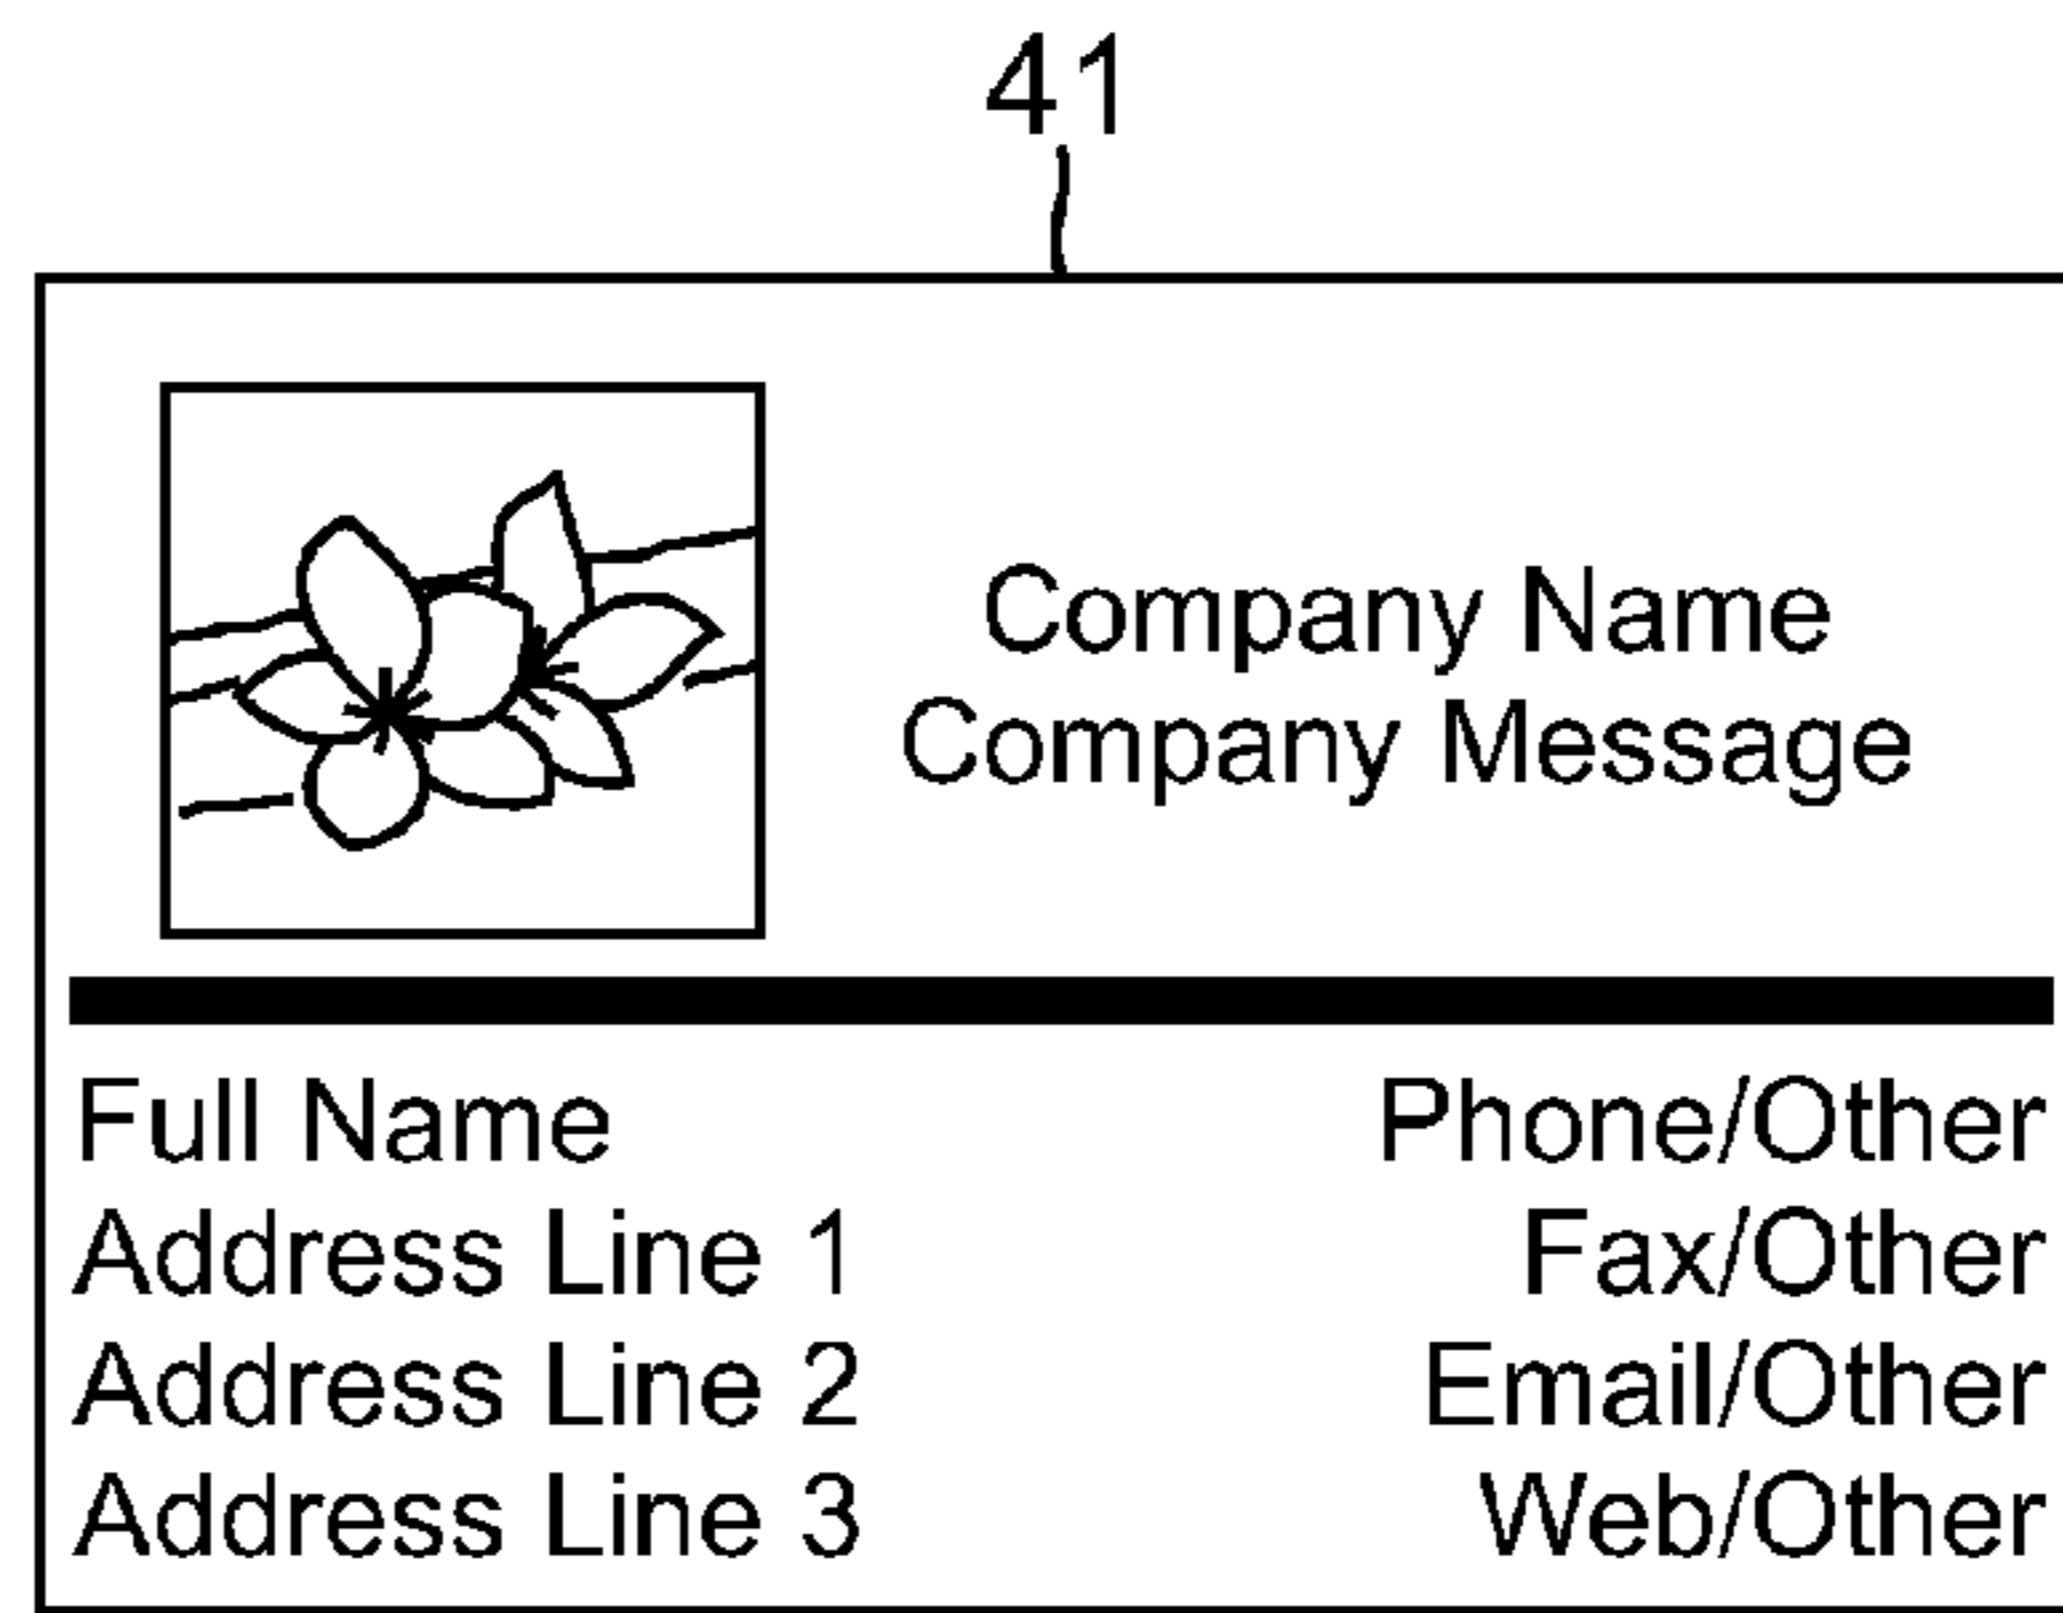 41
Company Name
Company Message
Full Name
Address Line 1
Address Line 2
Address Line 3
Phone/Other
Fax/Other
Email/Other
Web/Other